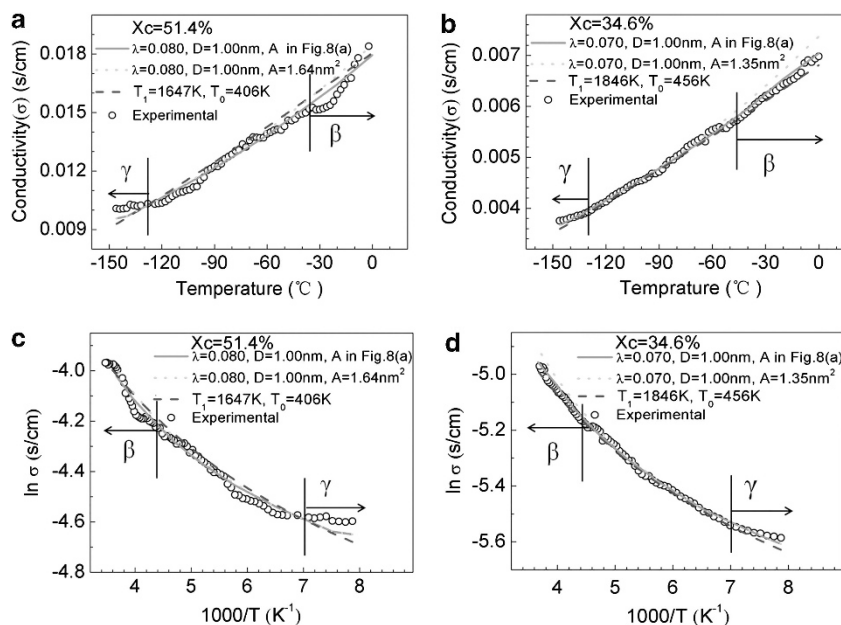 a
Xc=51.4%
λ=0.080, D=1.00nm, A in Fig.8(a)
λ=0.080, D=1.00nm, A=1.64nm²
T₁=1647K, T₀=406K
Experimental
β
γ
0.018
0.015
0.012
0.009
Conductivity(σ) (s/cm)
-150 -120 -90 -60 -30 0
Temperature (℃)
b
Xc=34.6%
λ=0.070, D=1.00nm, A in Fig.8(a)
λ=0.070, D=1.00nm, A=1.35nm²
T₁=1846K, T₀=456K
Experimental
β
γ
0.007
0.006
0.005
0.004
Conductivity(σ) (s/cm)
-150 -120 -90 -60 -30 0
Temprature (℃)
c
Xc=51.4%
λ=0.080, D=1.00nm, A in Fig.8(a)
λ=0.080, D=1.00nm, A=1.64nm²
T₁=1647K, T₀=406K
Experimental
β
γ
-4.0
-4.2
-4.4
-4.6
-4.8
ln σ (s/cm)
4 5 6 7 8
1000/T (K⁻¹)
d
Xc=34.6%
λ=0.070, D=1.00nm, A in Fig.8(a)
λ=0.070, D=1.00nm, A=1.35nm²
T₁=1846K, T₀=456K
Experimental
β
γ
-5.0
-5.2
-5.4
-5.6
ln σ (s/cm)
4 5 6 7 8
1000/T (K⁻¹)